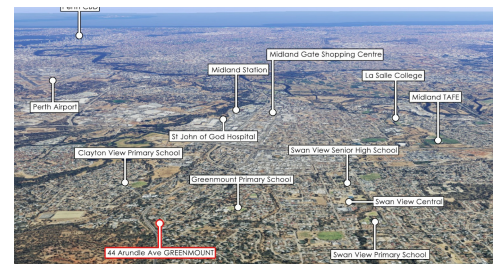 Perth CBD
Midland Gate Shopping Centre
Midland Station
La Salle College
Perth Airport
Midland TAFE
St John of God Hospital
Clayton View Primary School
Swan View Senior High School
Greenmount Primary School
Swan View Central
44 Arundle Ave GREENMOUNT
Swan View Primary School